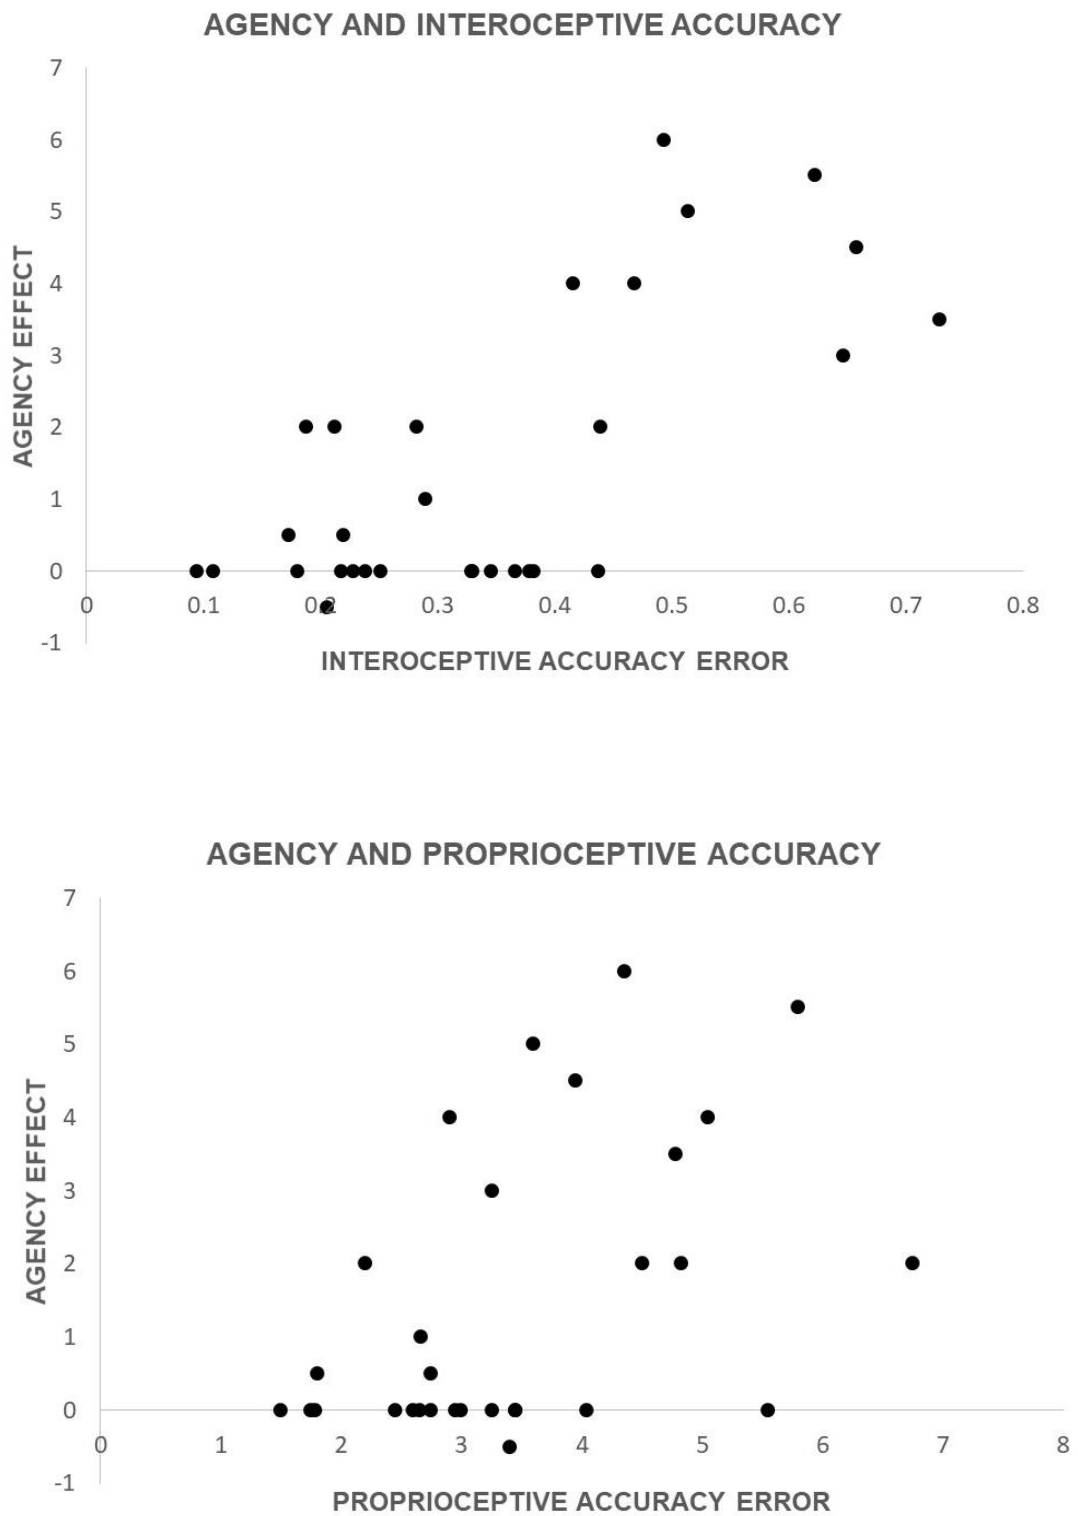 AGENCY AND INTEROCEPTIVE ACCURACY
7
6
5
4
3
2
1
0
-1
AGENCY EFFECT
0 0.1 0.2 0.3 0.4 0.5 0.6 0.7 0.8
INTEROCEPTIVE ACCURACY ERROR
AGENCY AND PROPRIOCEPTIVE ACCURACY
7
6
5
4
3
2
1
0
-1
AGENCY EFFECT
0 1 2 3 4 5 6 7 8
PROPRIOCEPTIVE ACCURACY ERROR